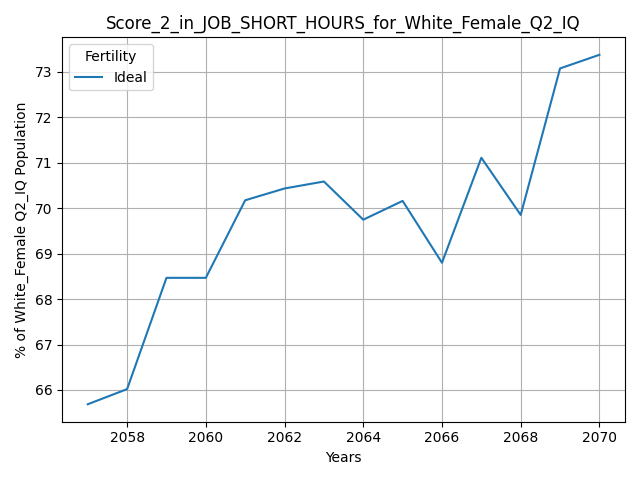 Score_2_in_JOB_SHORT_HOURS_for_White_Female_Q2_IQ
Fertility
Ideal
% of White_Female Q2_IQ Population
73
72
71
70
69
68
67
66
2058 2060 2062 2064 2066 2068 2070
Years